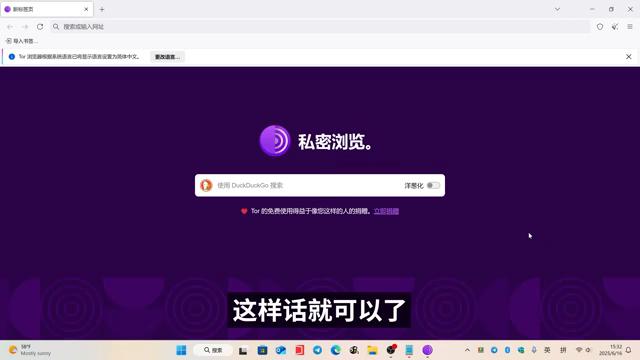 新标签页
搜索或输入网址
导入书签…
Tor 浏览器根据系统语言已将显示语言设置为简体中文。 更改语言…
私密浏览。
使用 DuckDuckGo 搜索 洋葱化
Tor 的免费使用得益于像您这样的人的捐赠。立即捐赠
这样话就可以了
58°F
Mostly sunny
搜索
英 拼
15:32
2025/6/16